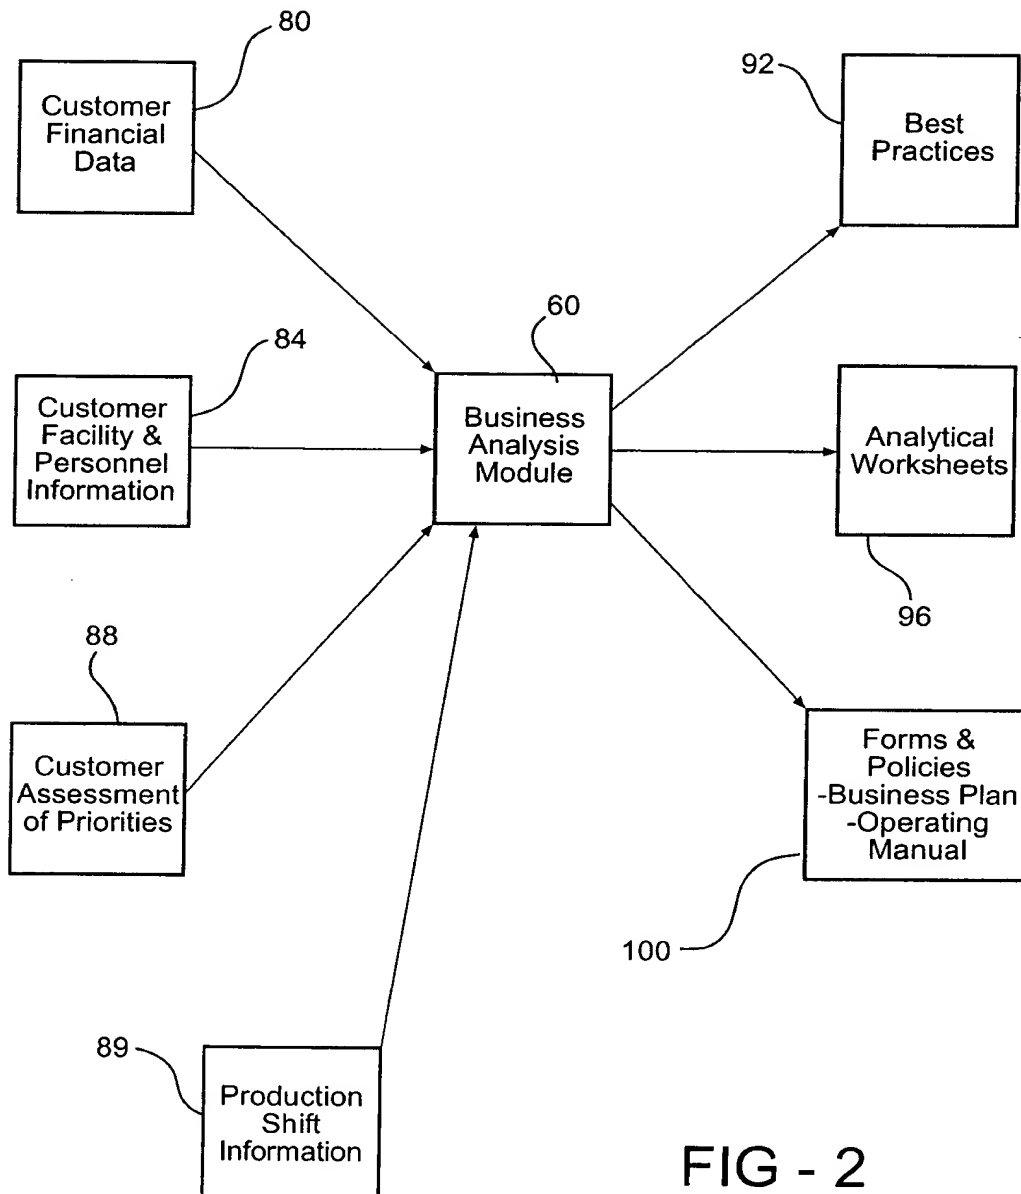 80
Customer
Financial
Data
92
Best
Practices
60
84
Customer
Facility &
Personnel
Information
Business
Analysis
Module
Analytical
Worksheets
96
88
Customer
Assessment
of Priorities
Forms &
Policies
-Business Plan
-Operating
Manual
100
89
Production
Shift
Information
FIG - 2